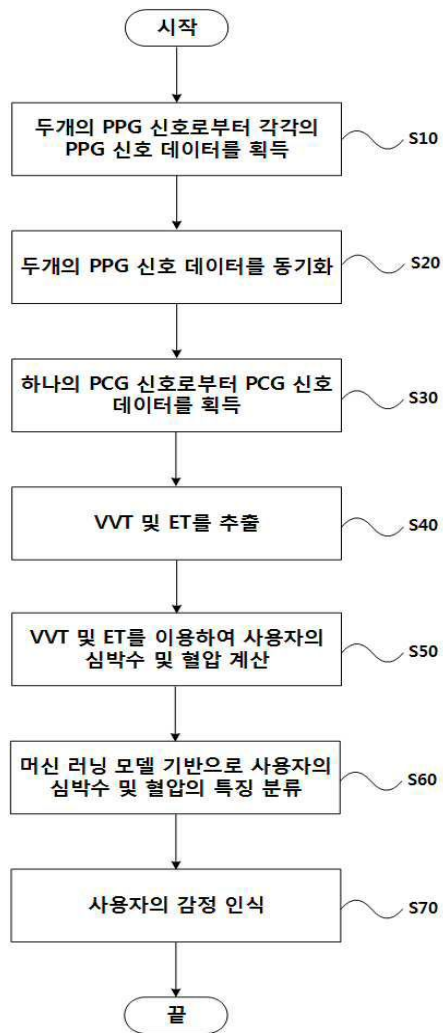 시작
두개의 PPG 신호로부터 각각의
PPG 신호 데이터를 획득
S10
두개의 PPG 신호 데이터를 동기화
S20
하나의 PCG 신호로부터 PCG 신호
데이터를 획득
S30
VVT 및 ET를 추출
S40
VVT 및 ET를 이용하여 사용자의
심박수 및 혈압 계산
S50
머신 러닝 모델 기반으로 사용자의
심박수 및 혈압의 특징 분류
S60
사용자의 감정 인식
S70
끝